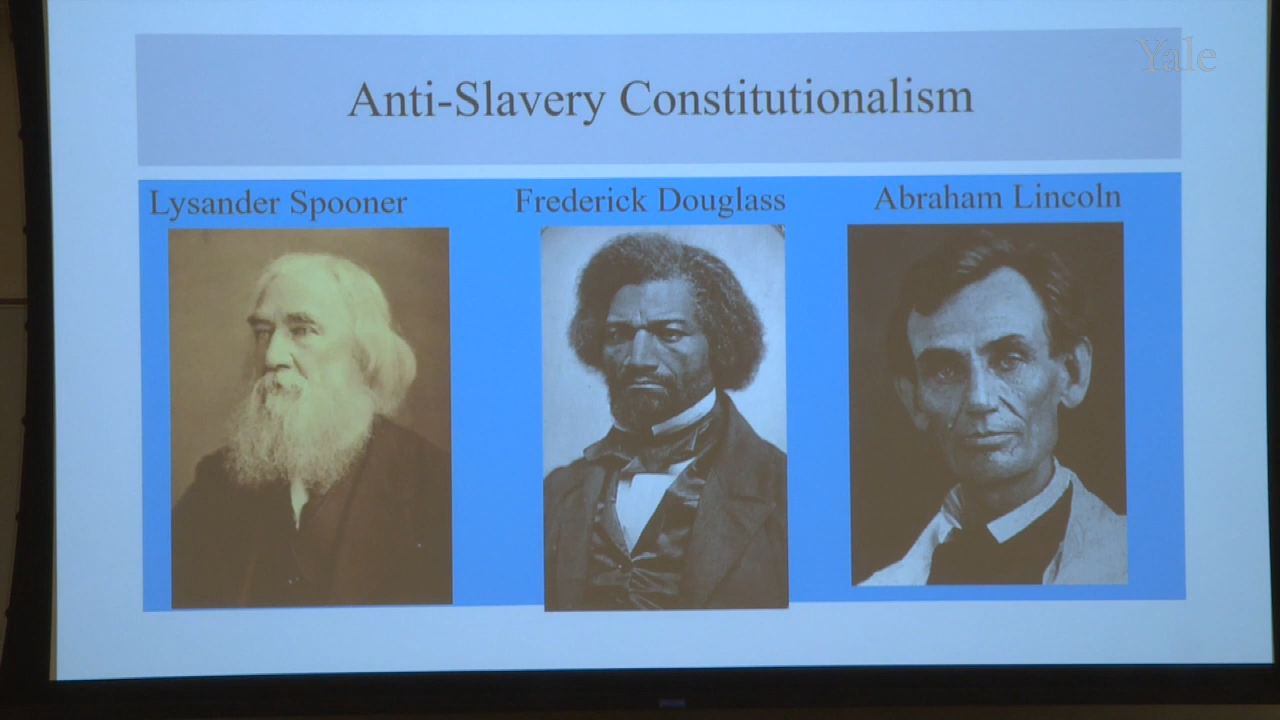 Yale
Anti-Slavery Constitutionalism
Lysander Spooner
Frederick Douglass
Abraham Lincoln